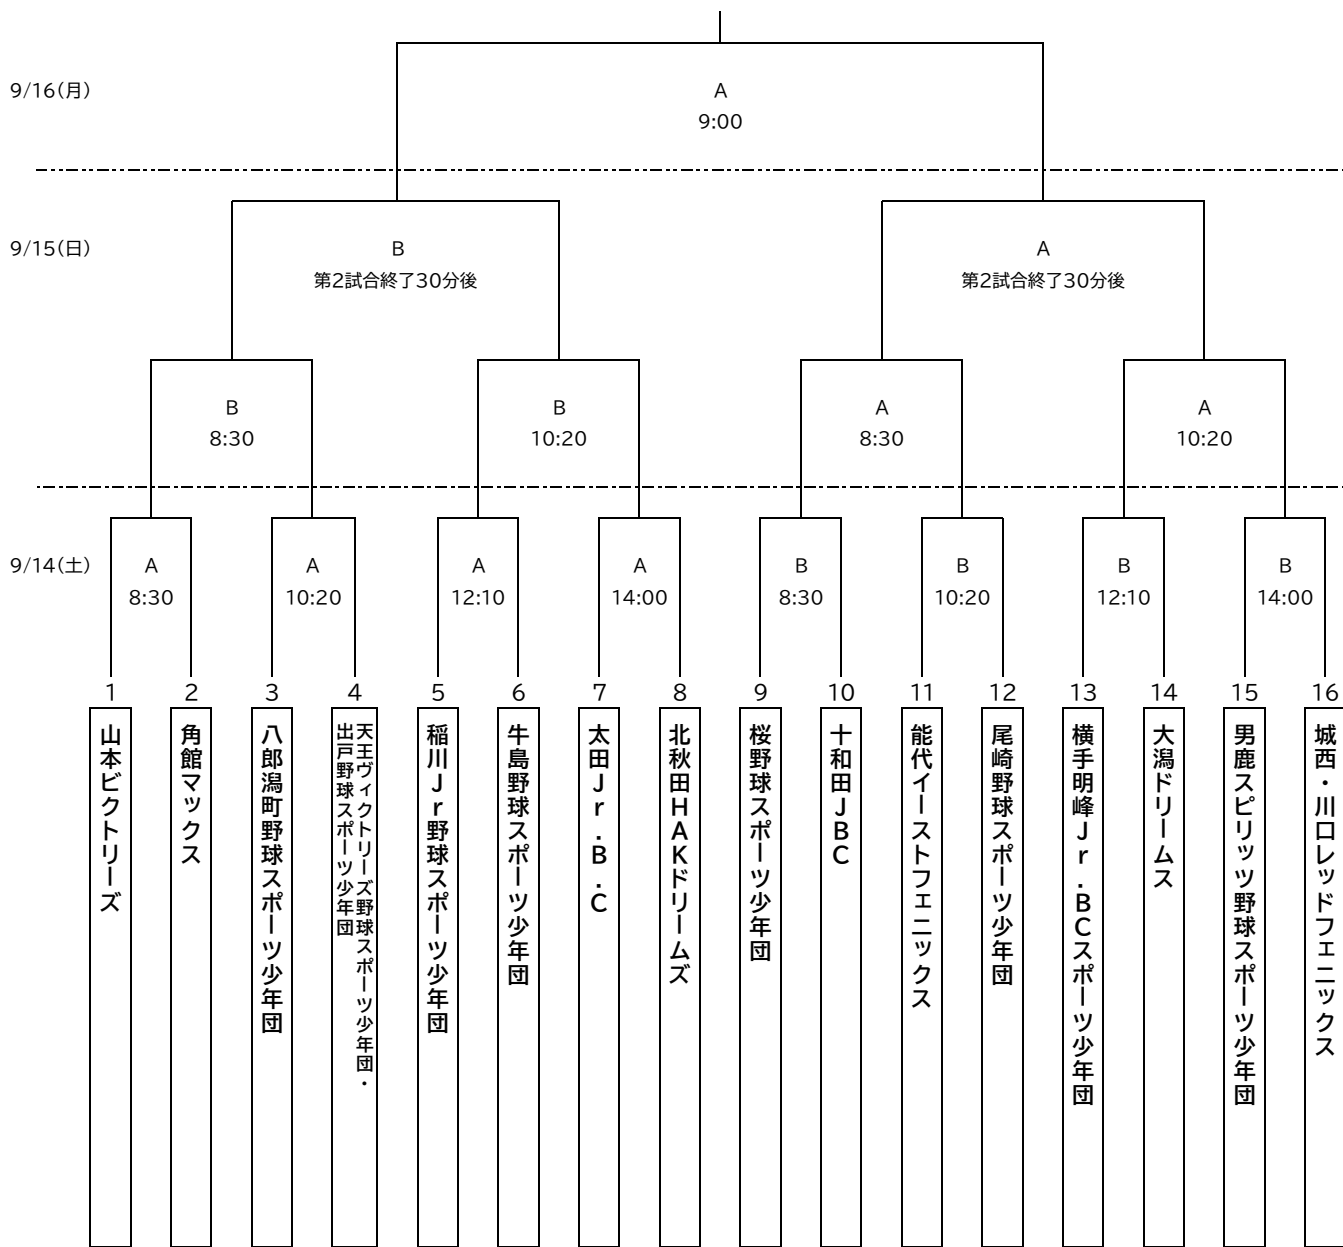 9/16(月)
A
9:00
9/15(日)
B
第2試合終了30分後
A
第2試合終了30分後
B
8:30
B
10:20
A
8:30
A
10:20
9/14(土)
A
8:30
A
10:20
A
12:10
A
14:00
B
8:30
B
10:20
B
12:10
B
14:00
1
2
3
4
5
6
7
8
9
10
11
12
13
14
15
16
山本ビクトリーズ
角館マックス
八郎潟町野球スポーツ少年団
天王ヴィクトリーズ野球スポーツ少年団・
出戸野球スポーツ少年団
稲川Jr野球スポーツ少年団
牛島野球スポーツ少年団
太田Jr.B.C
北秋田HAKドリームズ
桜野球スポーツ少年団
十和田JBC
能代イーストフェニックス
尾崎野球スポーツ少年団
横手明峰Jr.BCスポーツ少年団
大潟ドリームス
男鹿スピリッツ野球スポーツ少年団
城西・川口レッドフェニックス